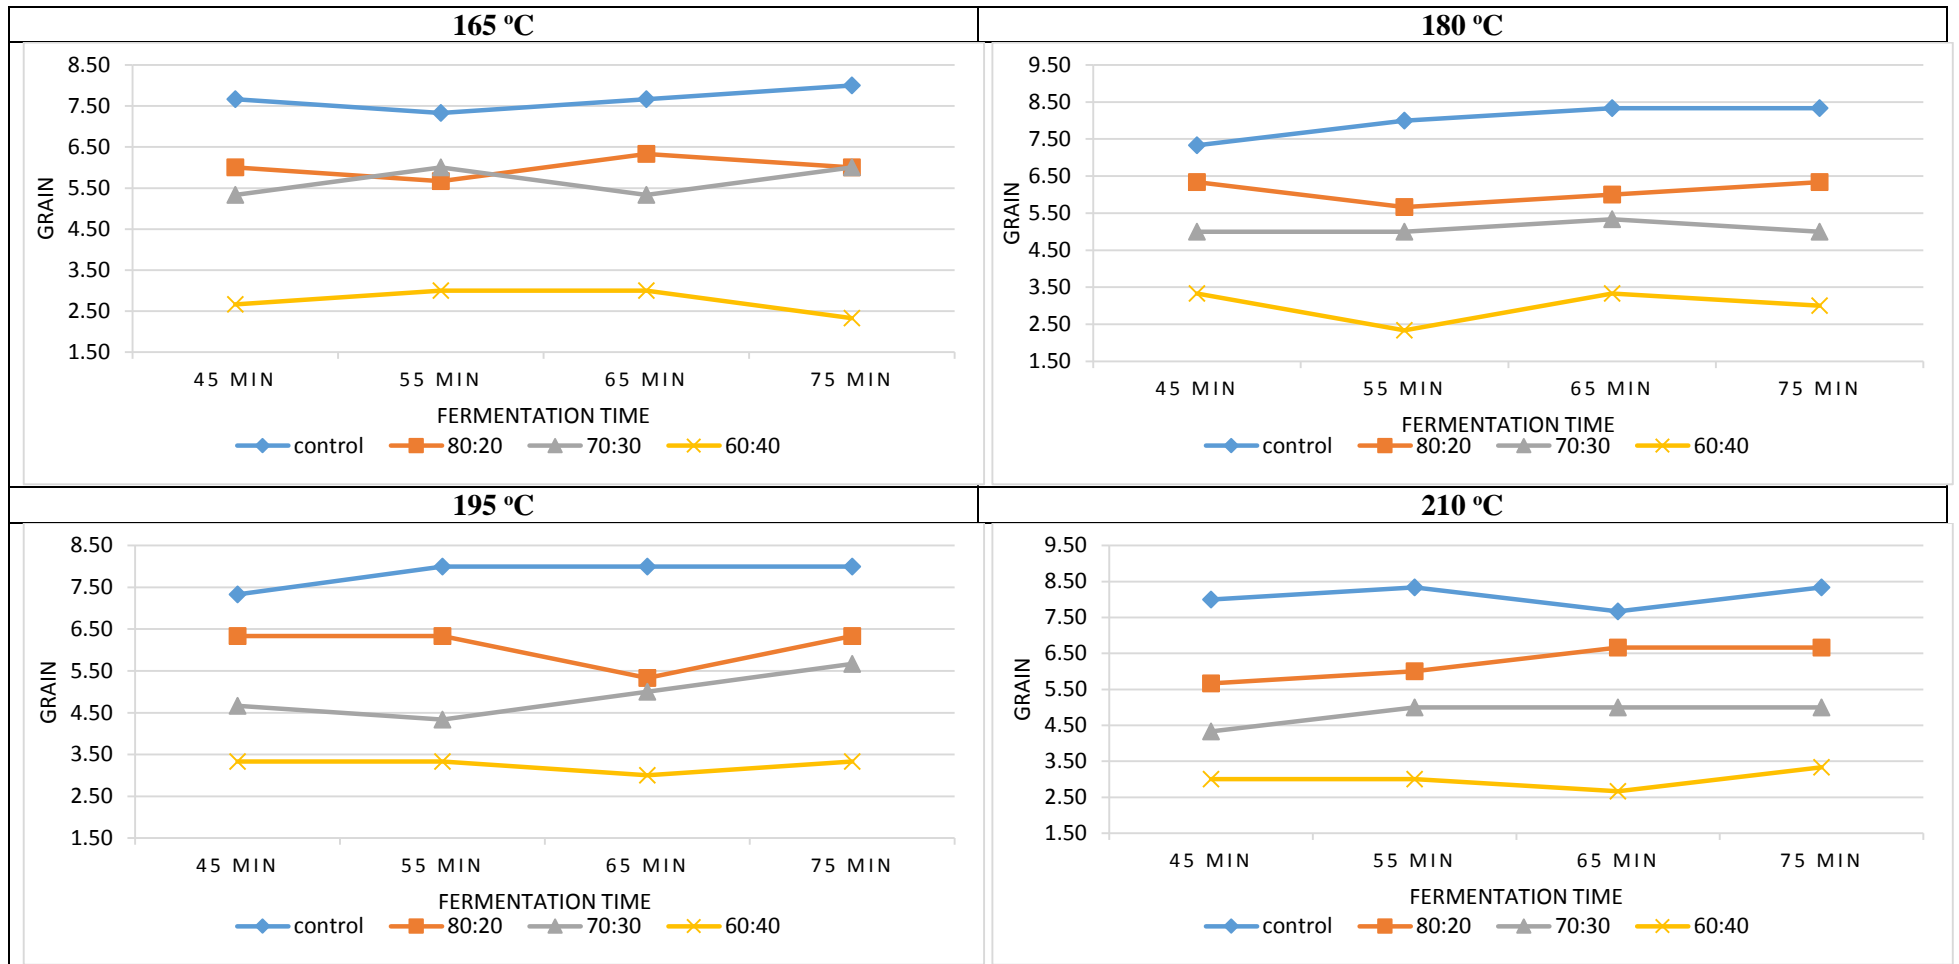 165 ºC
8.50
7.50
6.50
5.50
4.50
3.50
2.50
1.50
GRAIN
45 MIN 55 MIN 65 MIN 75 MIN
FERMENTATION TIME
control 80:20 70:30 60:40
180 ºC
9.50
8.50
7.50
6.50
5.50
4.50
3.50
2.50
1.50
GRAIN
45 MIN 55 MIN 65 MIN 75 MIN
FERMENTATION TIME
control 80:20 70:30 60:40
195 ºC
8.50
7.50
6.50
5.50
4.50
3.50
2.50
1.50
GRAIN
45 MIN 55 MIN 65 MIN 75 MIN
FERMENTATION TIME
control 80:20 70:30 60:40
210 ºC
9.50
8.50
7.50
6.50
5.50
4.50
3.50
2.50
1.50
GRAIN
45 MIN 55 MIN 65 MIN 75 MIN
FERMENTATION TIME
control 80:20 70:30 60:40